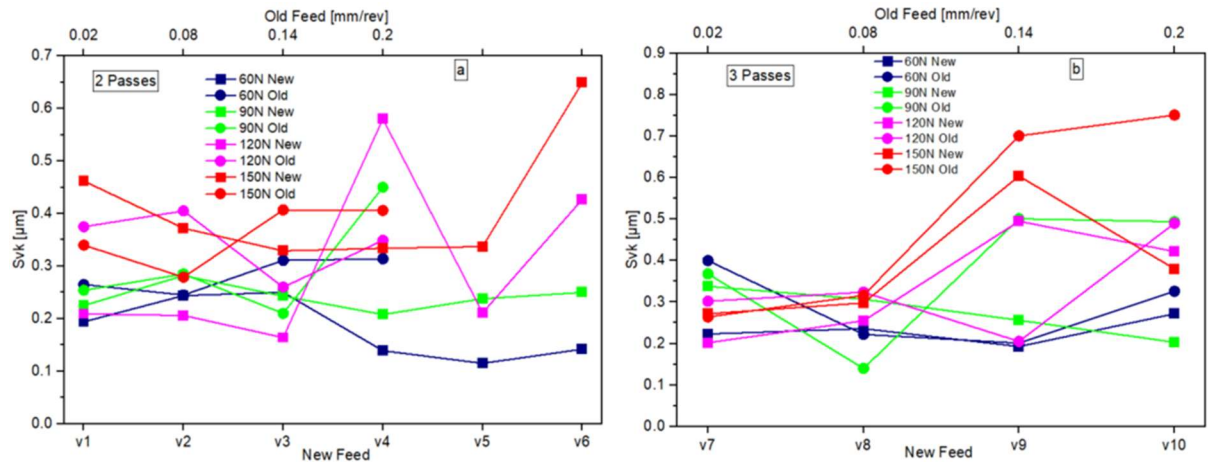 Old Feed [mm/rev]
0.02 0.08 0.14 0.2
0.7
0.6
0.5
0.4
0.3
0.2
0.1
0.0
Svk [µm]
2 Passes
a
60N New
60N Old
90N New
90N Old
120N New
120N Old
150N New
150N Old
v1 v2 v3 v4 v5 v6
New Feed
Old Feed [mm/rev]
0.02 0.08 0.14 0.2
0.9
0.8
0.7
0.6
0.5
0.4
0.3
0.2
0.1
0.0
Svk [µm]
3 Passes
b
60N New
60N Old
90N New
90N Old
120N New
120N Old
150N New
150N Old
v7 v8 v9 v10
New Feed